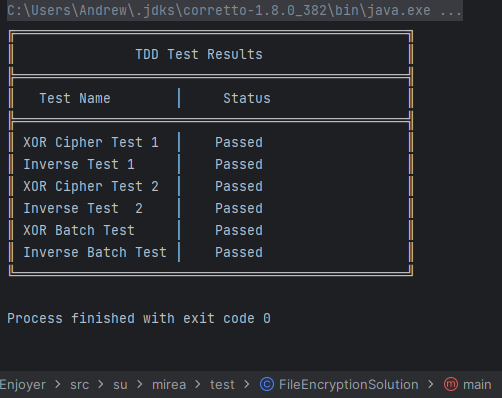 C:\Users\Andrew\.jdks\corretto-1.8.0_382\bin\java.exe ...
TDD Test Results
Test Name | Status
XOR Cipher Test 1 | Passed
Inverse Test 1 | Passed
XOR Cipher Test 2 | Passed
Inverse Test  2 | Passed
XOR Batch Test | Passed
Inverse Batch Test | Passed
Process finished with exit code 0
Enjoyer > src > su > mirea > test > FileEncryptionSolution > main